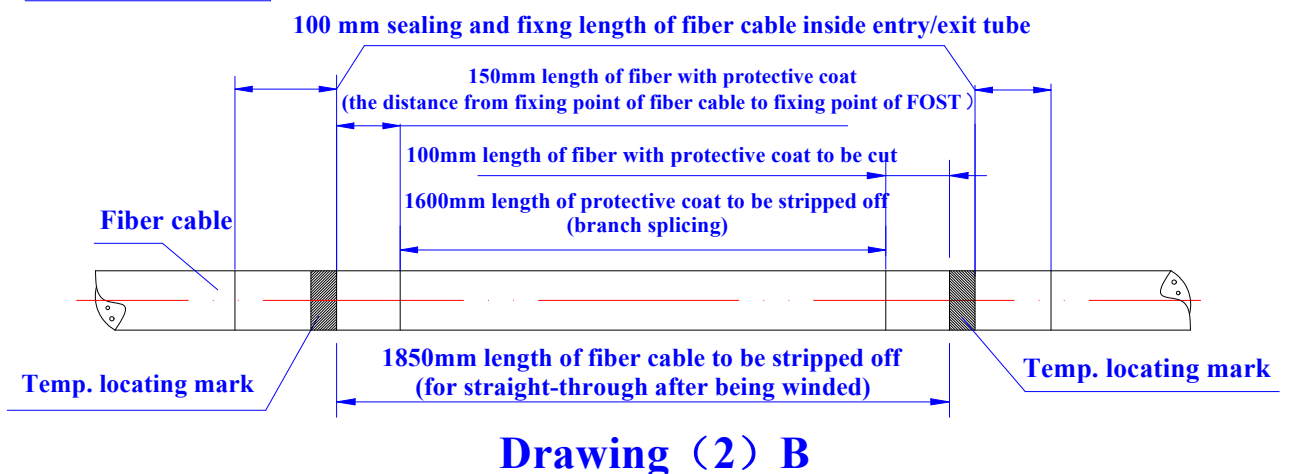 100 mm sealing and fixng length of fiber cable inside entry/exit tube
150mm length of fiber with protective coat
(the distance from fixing point of fiber cable to fixing point of FOST）
100mm length of fiber with protective coat to be cut
1600mm length of protective coat to be stripped off
(branch splicing)
Fiber cable
1850mm length of fiber cable to be stripped off
(for straight-through after being winded)
Temp. locating mark
Temp. locating mark
Drawing（2）B